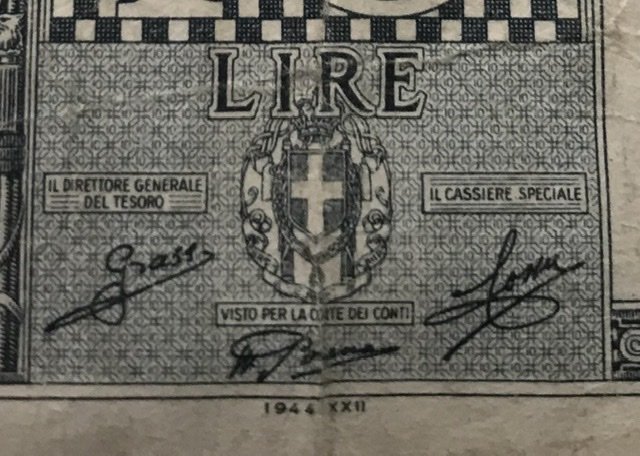 LIRE
IL DIRETTORE GENERALE
DEL TESORO
IL CASSIERE SPECIALE
VISTO PER LA CORTE DEI CONTI
1944 XXII